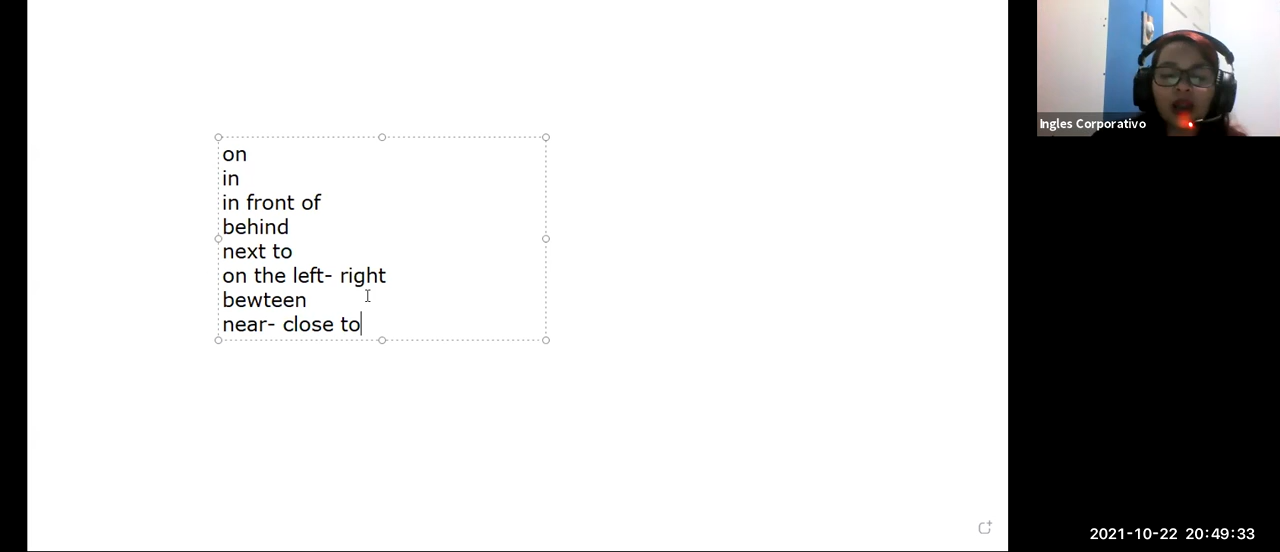 on
in
in front of
behind
next to
on the left- right
bewteen
near- close to
Ingles Corporativo
2021-10-22 20:49:33